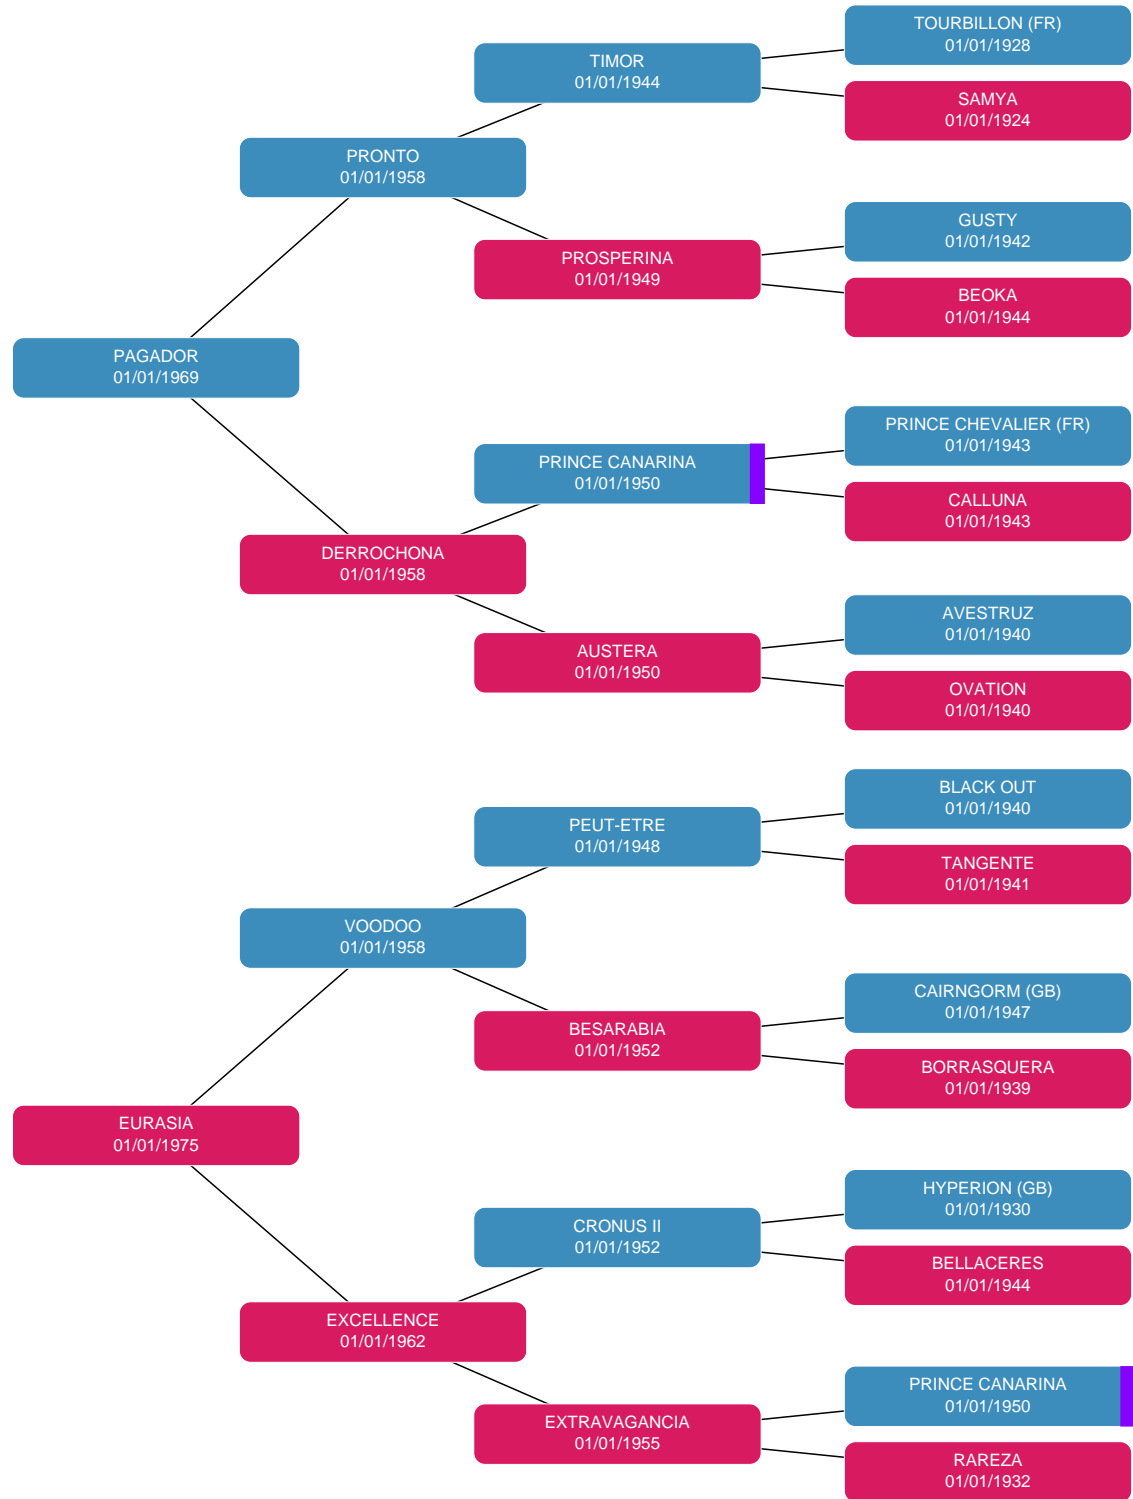 TOURBILLON (FR)
01/01/1928
TIMOR
01/01/1944
SAMYA
01/01/1924
PRONTO
01/01/1958
GUSTY
01/01/1942
PROSPERINA
01/01/1949
BEOKA
01/01/1944
PAGADOR
01/01/1969
PRINCE CHEVALIER (FR)
01/01/1943
PRINCE CANARINA
01/01/1950
CALLUNA
01/01/1943
DERROCHONA
01/01/1958
AVESTRUZ
01/01/1940
AUSTERA
01/01/1950
OVATION
01/01/1940
BLACK OUT
01/01/1940
PEUT-ETRE
01/01/1948
TANGENTE
01/01/1941
VOODOO
01/01/1958
CAIRNGORM (GB)
01/01/1947
BESARABIA
01/01/1952
BORRASQUERA
01/01/1939
EURASIA
01/01/1975
HYPERION (GB)
01/01/1930
CRONUS II
01/01/1952
BELLACERES
01/01/1944
EXCELLENCE
01/01/1962
PRINCE CANARINA
01/01/1950
EXTRAVAGANCIA
01/01/1955
RAREZA
01/01/1932